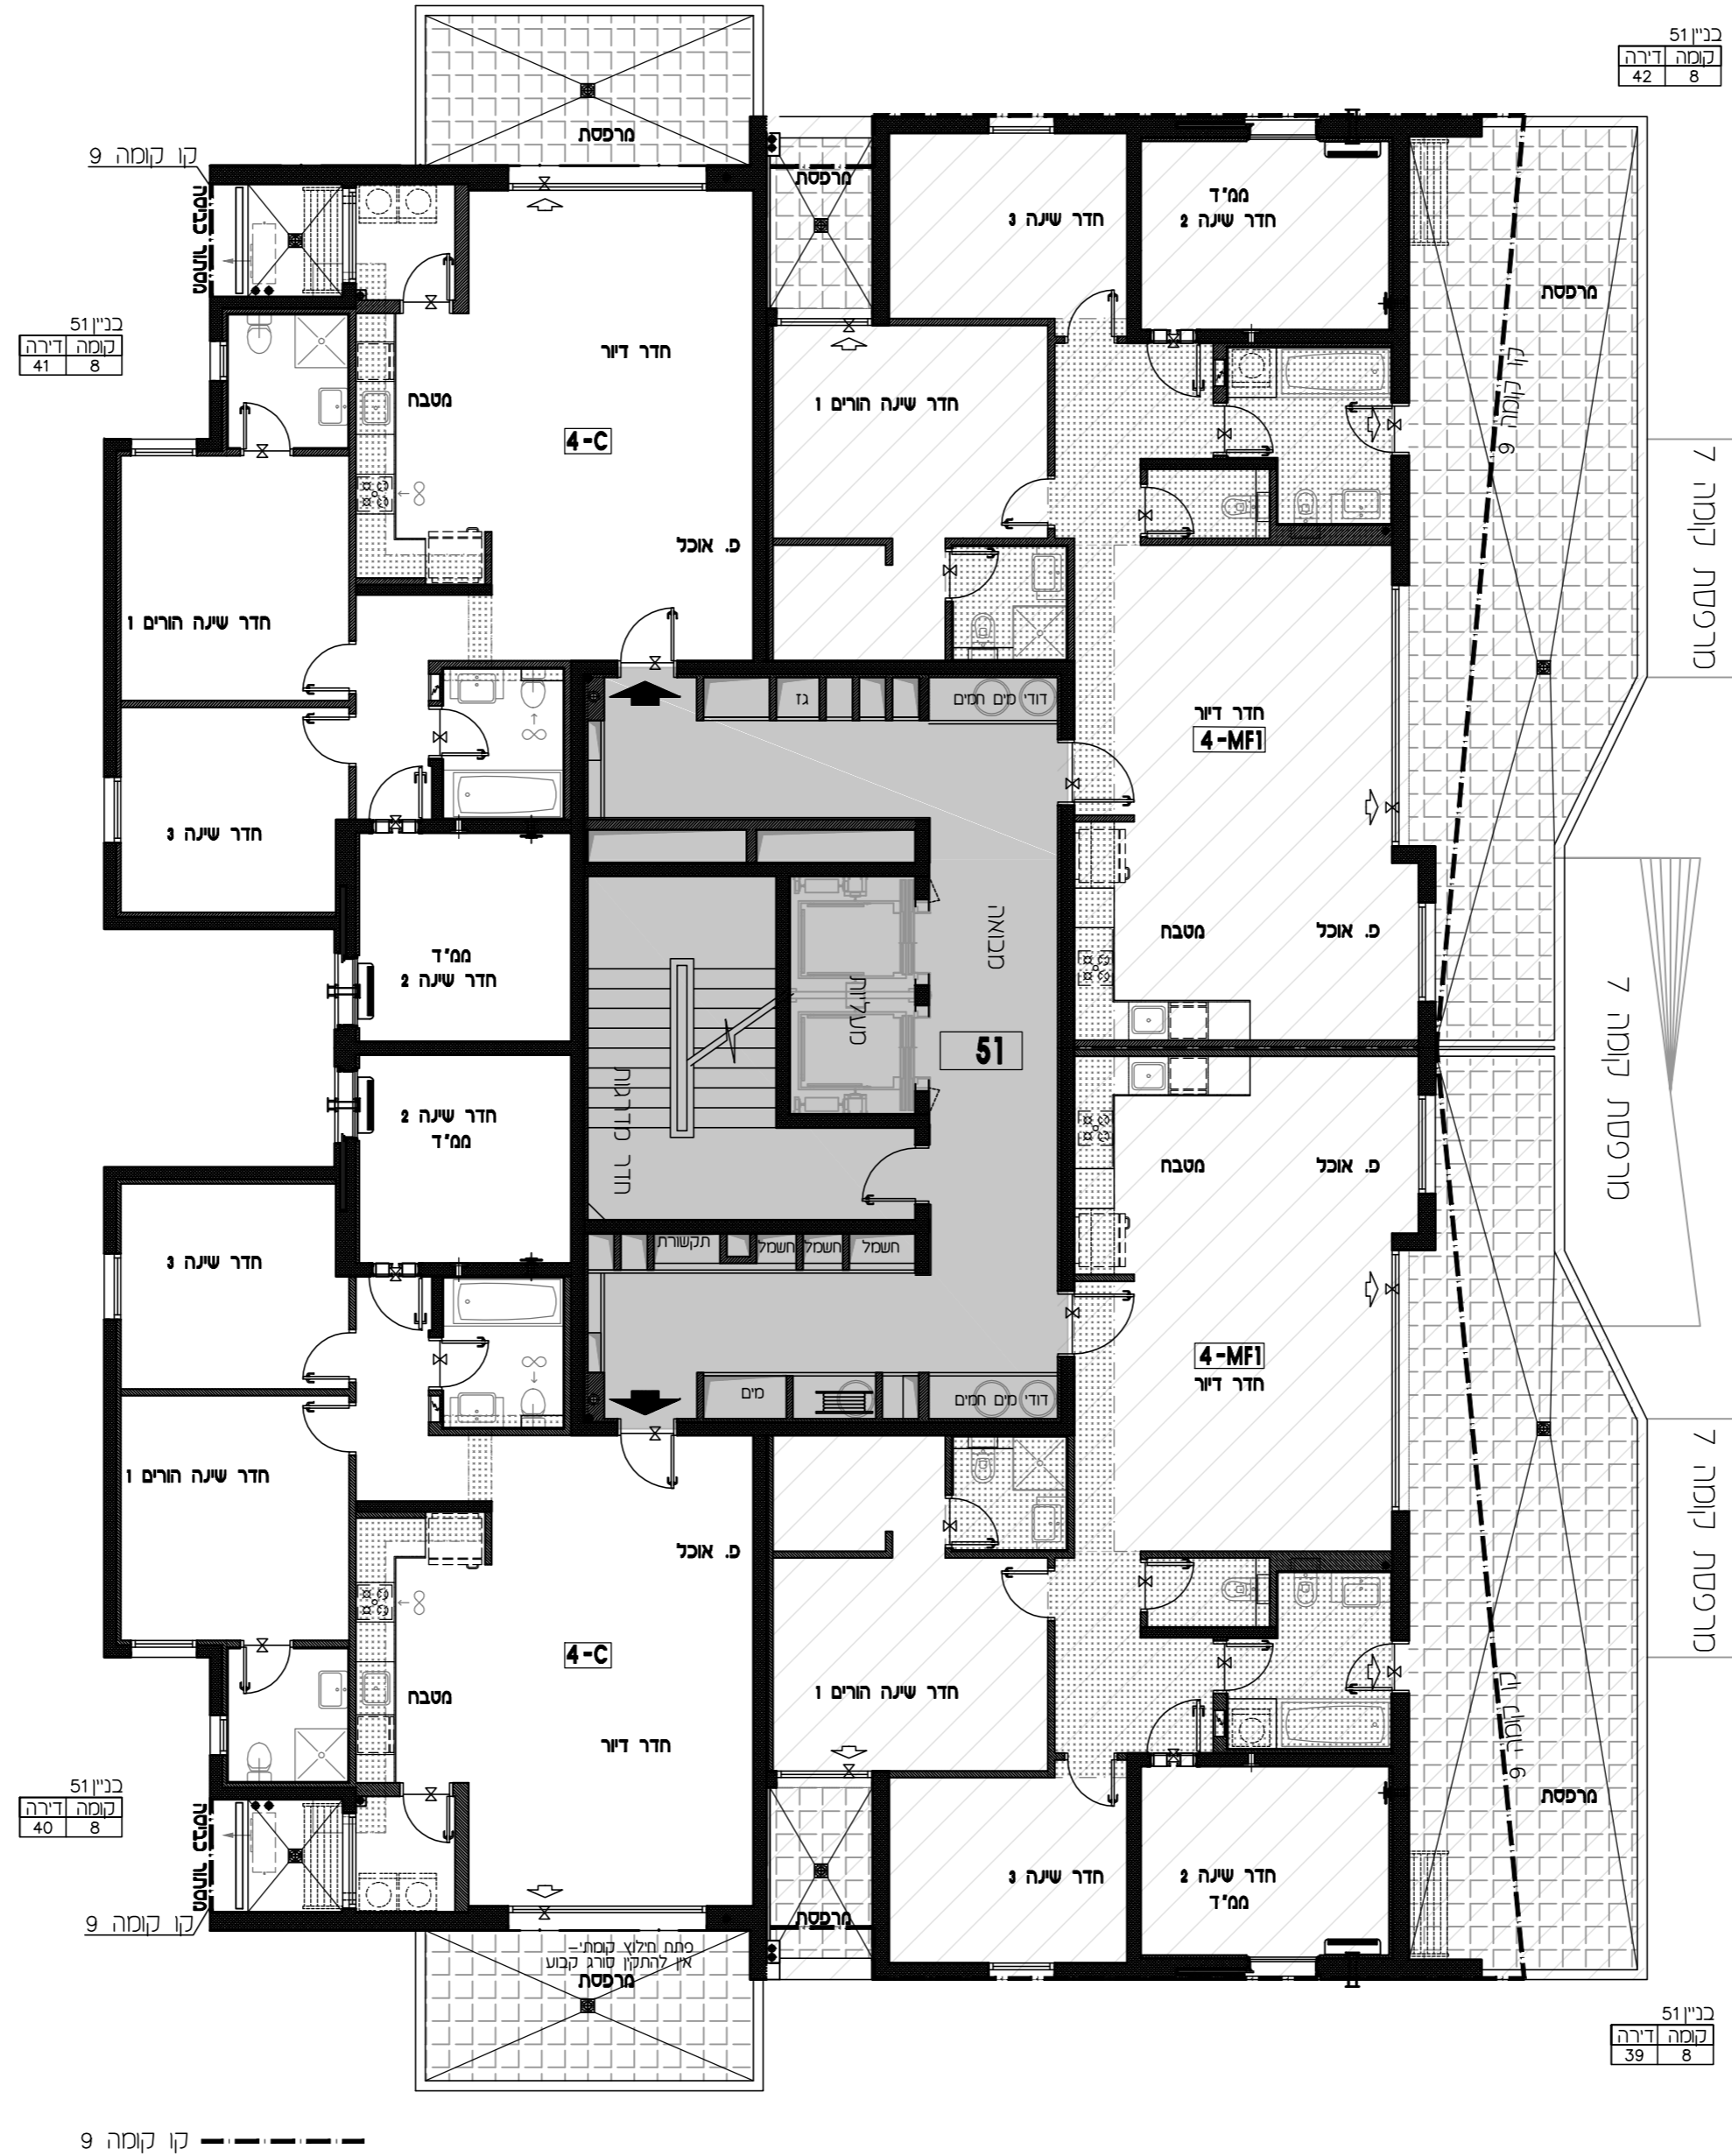 בניין 51
קומה דירה
8 42
מרפסת
קו קומה 9
מרפסת
מסתור כביסה
חדר שינה 3
ממ"ד
חדר שינה 2
מרפסת
בניין 51
קומה דירה
8 41
חדר דיור
מטבח
4-C
פ. אוכל
חדר שינה הורים 1
קו קומה 9
מרפסת קומה 7
חדר שינה הורים 1
גז
דודי מים חמים
חדר דיור
4-MF1
חדר שינה 3
ממ"ד
חדר שינה 2
מבואה
מעליות
51
מטבח
פ. אוכל
מרפסת קומה 7
חדר שינה 2
ממ"ד
חדר מדרגות
מטבח
פ. אוכל
חדר שינה 3
תקשורת
חשמל
חשמל
חשמל
4-MF1
חדר דיור
מים
דודי מים חמים
חדר שינה הורים 1
פ. אוכל
מרפסת קומה 7
4-C
מטבח
חדר דיור
חדר שינה הורים 1
קו קומה 9
בניין 51
קומה דירה
8 40
מסתור כביסה
חדר שינה 3
חדר שינה 2
ממ"ד
מרפסת
קו קומה 9
מרפסת
פתח חילוץ קומתי-
אין להתקין סורג קבוע
מרפסת
בניין 51
קומה דירה
8 39
קו קומה 9